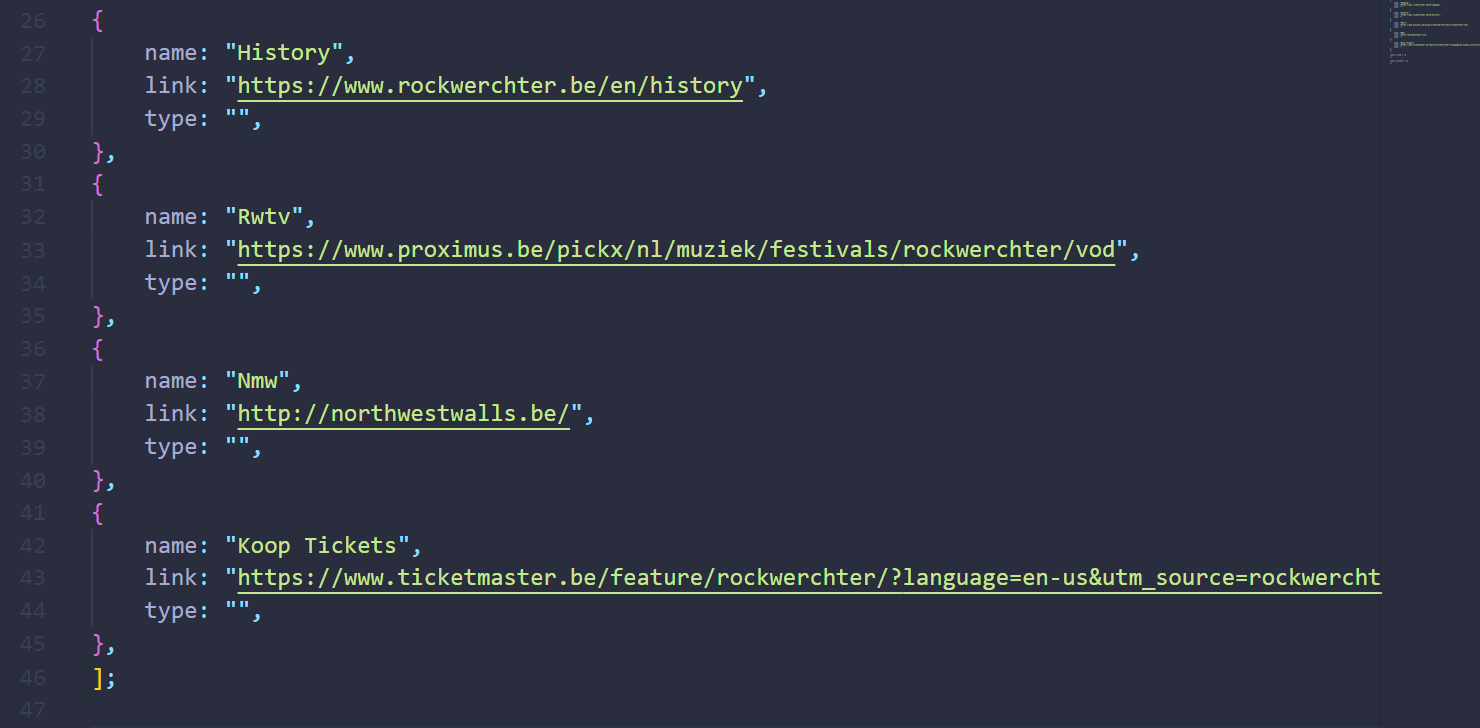 26 {
27 name: "History",
28 link: "https://www.rockwerchter.be/en/history",
29 type: "",
30 },
31 {
32 name: "Rwtv",
33 link: "https://www.proximus.be/pickx/nl/muziek/festivals/rockwerchter/vod",
34 type: "",
35 },
36 {
37 name: "Nmw",
38 link: "http://northwestwalls.be/",
39 type: "",
40 },
41 {
42 name: "Koop Tickets",
43 link: "https://www.ticketmaster.be/feature/rockwerchter/?language=en-us&utm_source=rockwercht
44 type: "",
45 },
46 ];
47